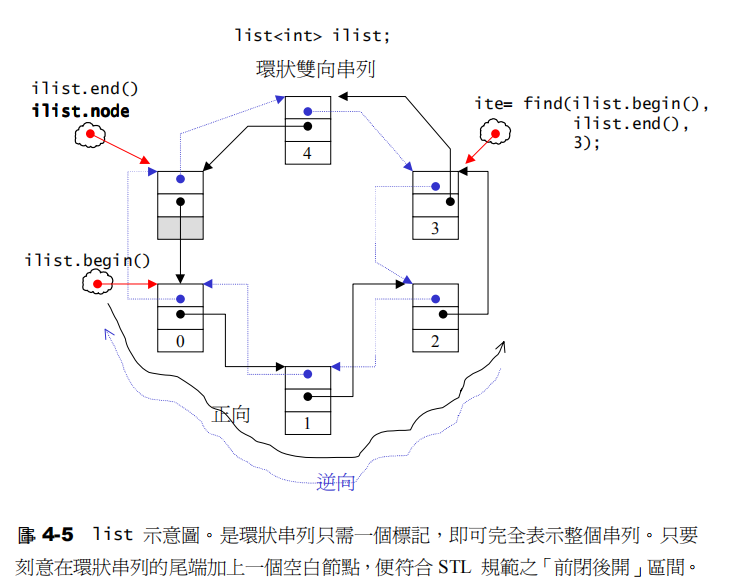 list<int> ilist;
環狀雙向串列
ilist.end()
ilist.node
ite= find(ilist.begin(),
ilist.end(),
3);
4
3
ilist.begin()
0
2
1
正向
逆向
圖 4-5 list 示意圖。是環狀串列只需一個標記，即可完全表示整個串列。只要
刻意在環狀串列的尾端加上一個空白節點，便符合 STL 規範之「前閉後開」區間。